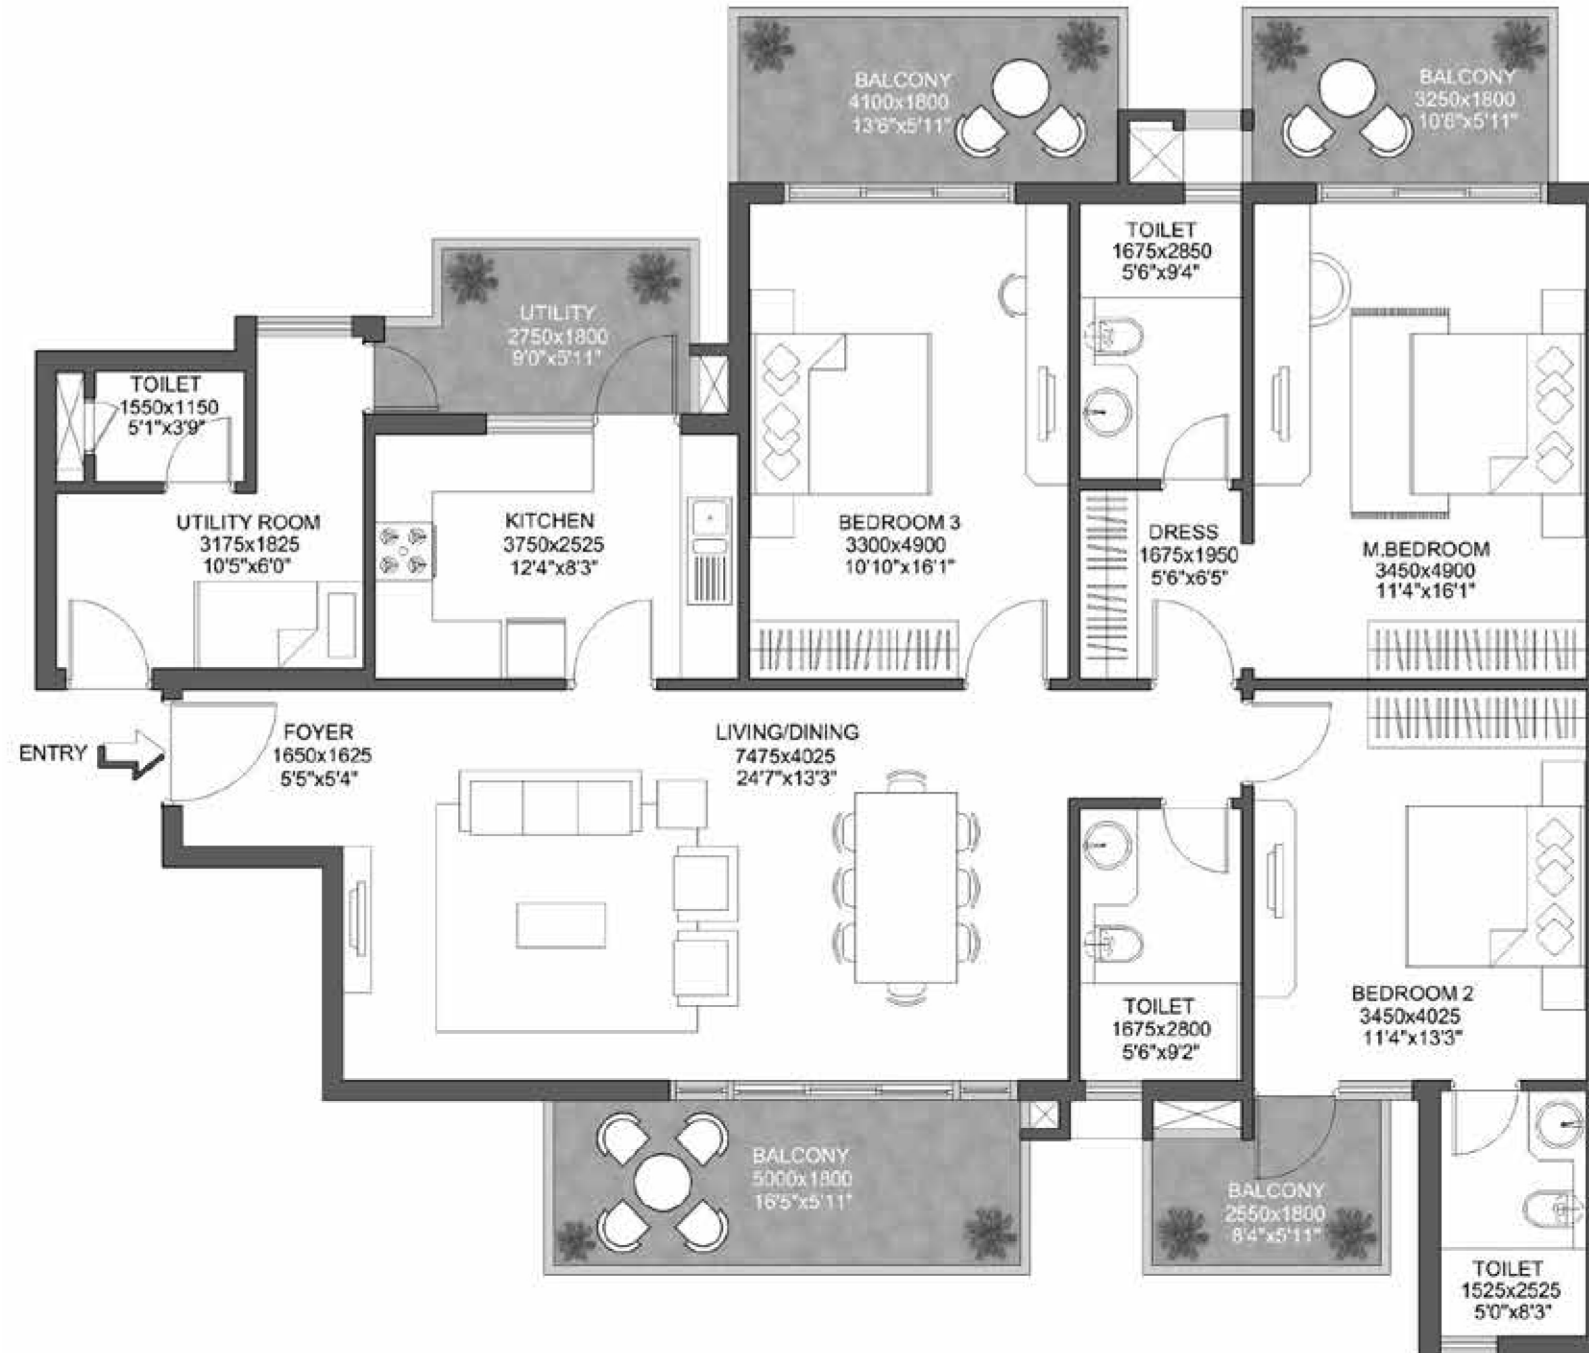 BALCONY
4100x1800
13'6"x5'11"
BALCONY
3250x1800
10'8"x5'11"
TOILET
1675x2850
5'6"x9'4"
UTILITY
2750x1800
9'0"x5'11"
TOILET
1550x1150
5'1"x3'9"
UTILITY ROOM
3175x1825
10'5"x6'0"
KITCHEN
3750x2525
12'4"x8'3"
BEDROOM 3
3300x4900
10'10"x16'1"
DRESS
1675x1950
5'6"x6'5"
M.BEDROOM
3450x4900
11'4"x16'1"
ENTRY
FOYER
1650x1625
5'5"x5'4"
LIVING/DINING
7475x4025
24'7"x13'3"
BEDROOM 2
3450x4025
11'4"x13'3"
TOILET
1675x2800
5'6"x9'2"
BALCONY
5000x1800
16'5"x5'11"
BALCONY
2550x1800
8'4"x5'11"
TOILET
1525x2525
5'0"x8'3"